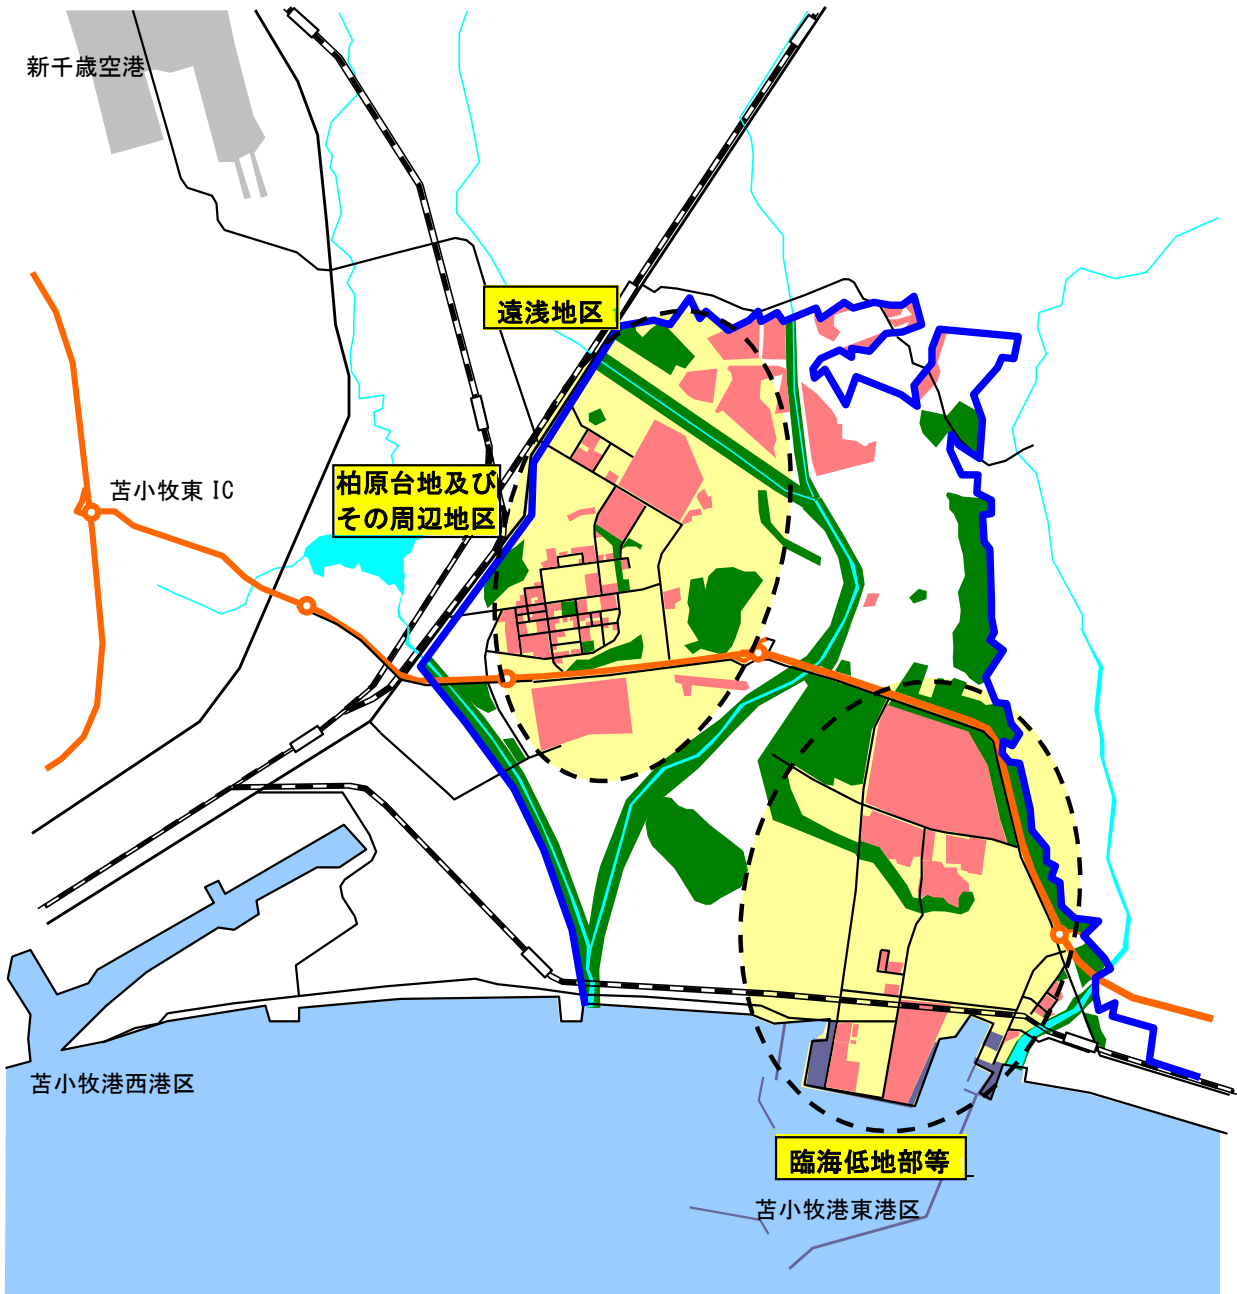 新千歳空港
遠浅地区
柏原台地及び
その周辺地区
苫小牧東 IC
苫小牧港西港区
臨海低地部等
苫小牧港東港区